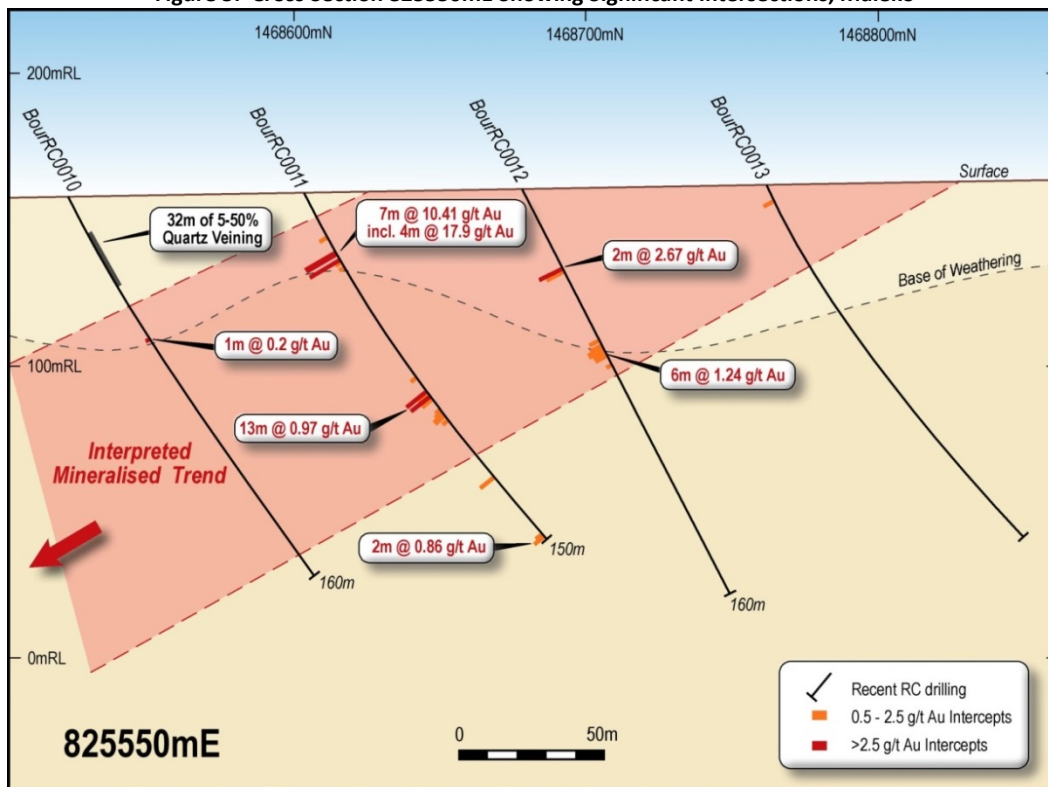 1468600mN
1468700mN
1468800mN
200mRL
BourRC0010
BourRC0011
BourRC0012
BourRC0013
Surface
32m of 5-50%
Quartz Veining
7m @ 10.41 g/t Au
incl. 4m @ 17.9 g/t Au
2m @ 2.67 g/t Au
Base of Weathering
1m @ 0.2 g/t Au
100mRL
6m @ 1.24 g/t Au
13m @ 0.97 g/t Au
Interpreted
Mineralised Trend
2m @ 0.86 g/t Au
150m
160m
160m
0mRL
Recent RC drilling
0.5 - 2.5 g/t Au Intercepts
>2.5 g/t Au Intercepts
825550mE
0
50m